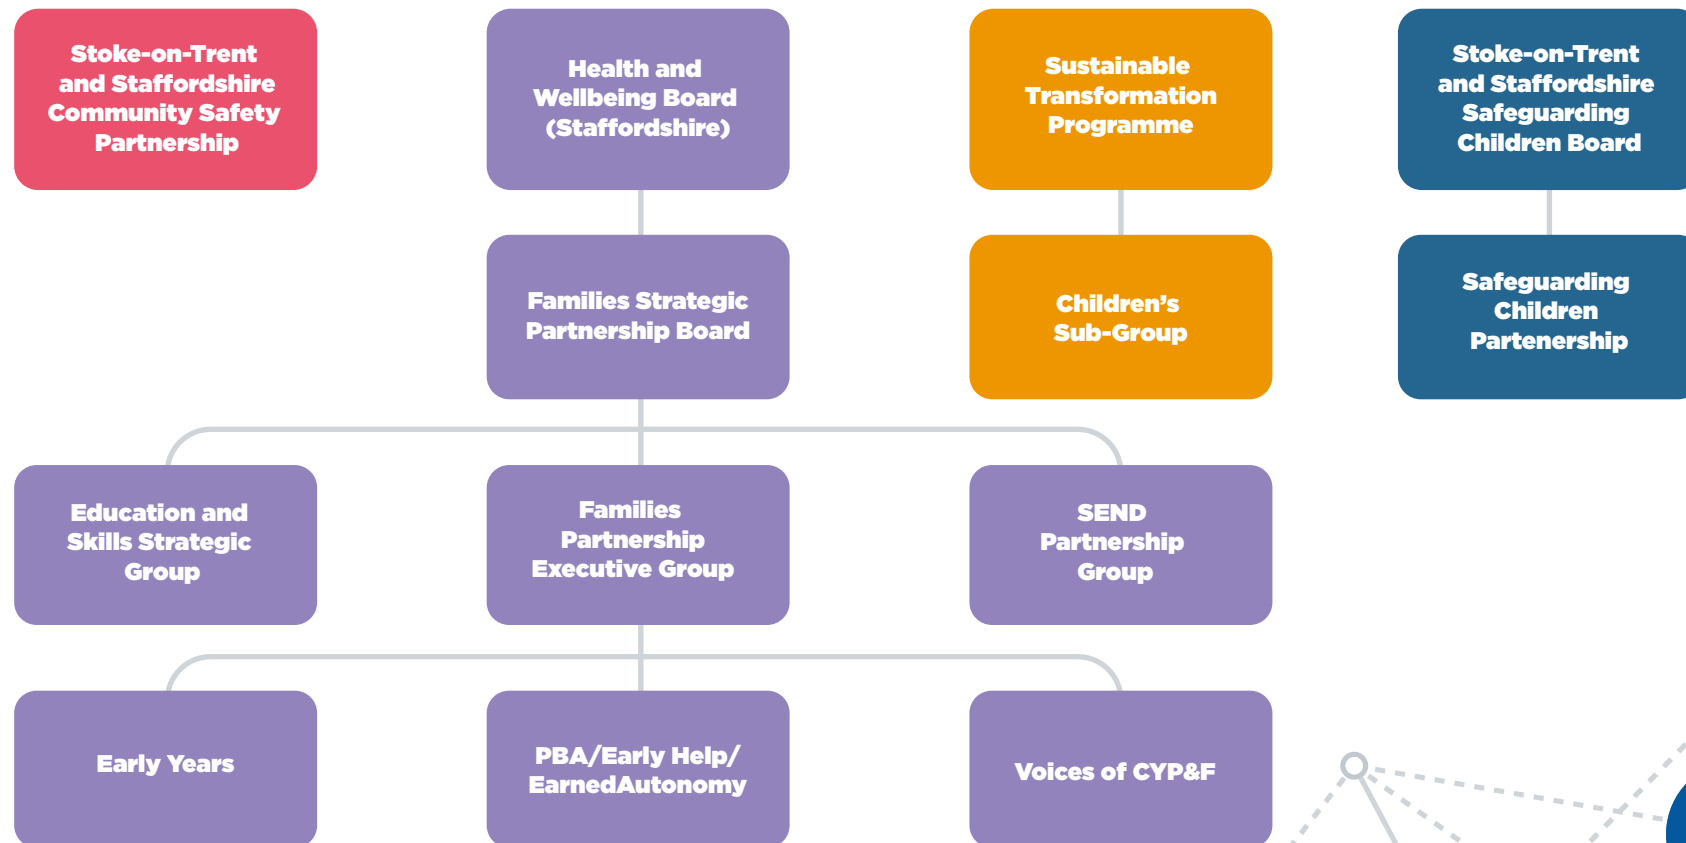 Stoke-on-Trent
and Staffordshire
Community Safety
Partnership
Health and
Wellbeing Board
(Staffordshire)
Sustainable
Transformation
Programme
Stoke-on-Trent
and Staffordshire
Safeguarding
Children Board
Families Strategic
Partnership Board
Children’s
Sub-Group
Safeguarding
Children
Partenership
Education and
Skills Strategic
Group
Families
Partnership
Executive Group
SEND
Partnership
Group
Early Years
PBA/Early Help/
EarnedAutonomy
Voices of CYP&F